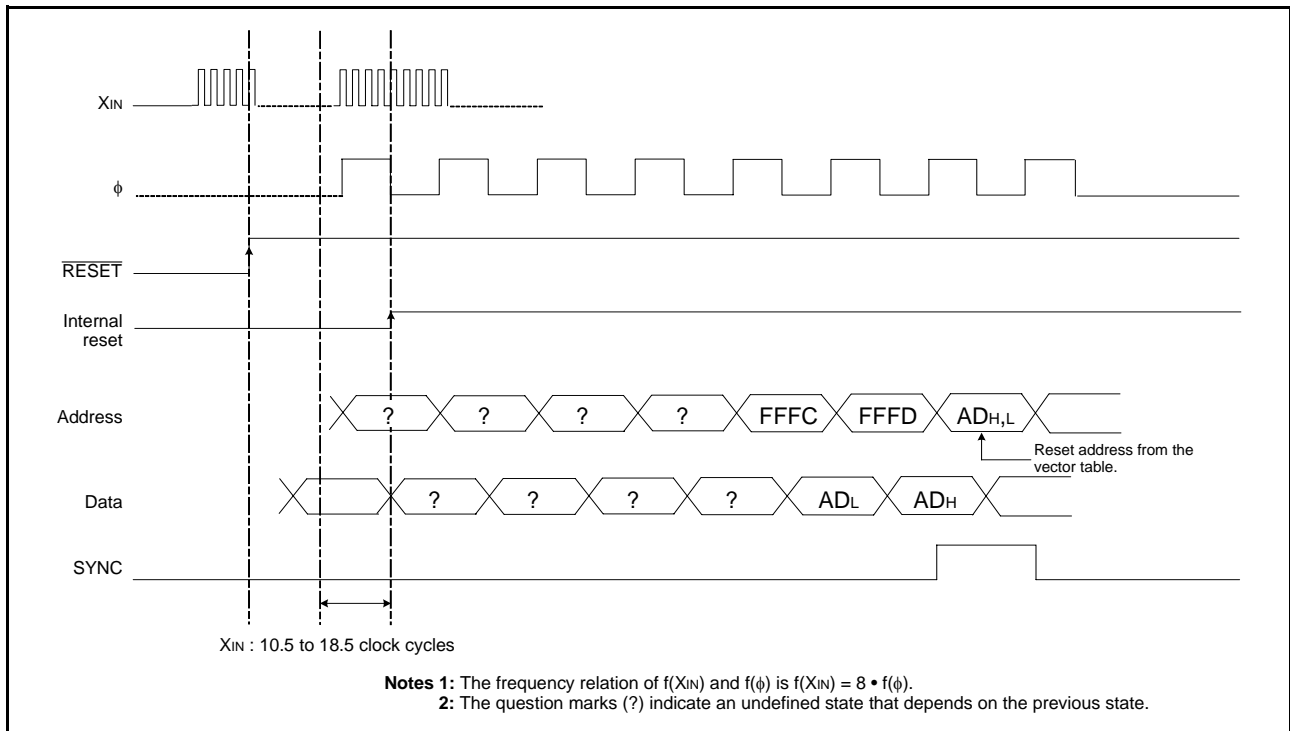 XIN
ϕ
RESET
Internal
reset
Address
? ? ? ? FFFC FFFD ADH,L
Reset address from the
vector table.
Data
? ? ? ? ADL ADH
SYNC
XIN : 10.5 to 18.5 clock cycles
Notes 1: The frequency relation of f(XIN) and f(ϕ) is f(XIN) = 8 • f(ϕ).
2: The question marks (?) indicate an undefined state that depends on the previous state.